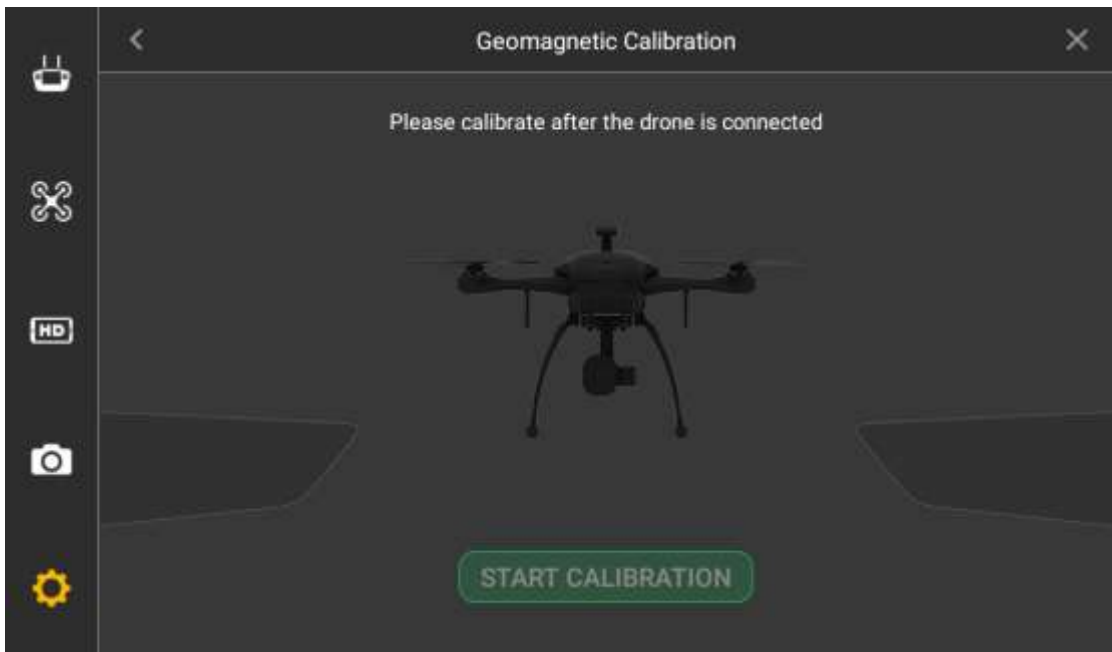 Geomagnetic Calibration
Please calibrate after the drone is connected
HD
START CALIBRATION